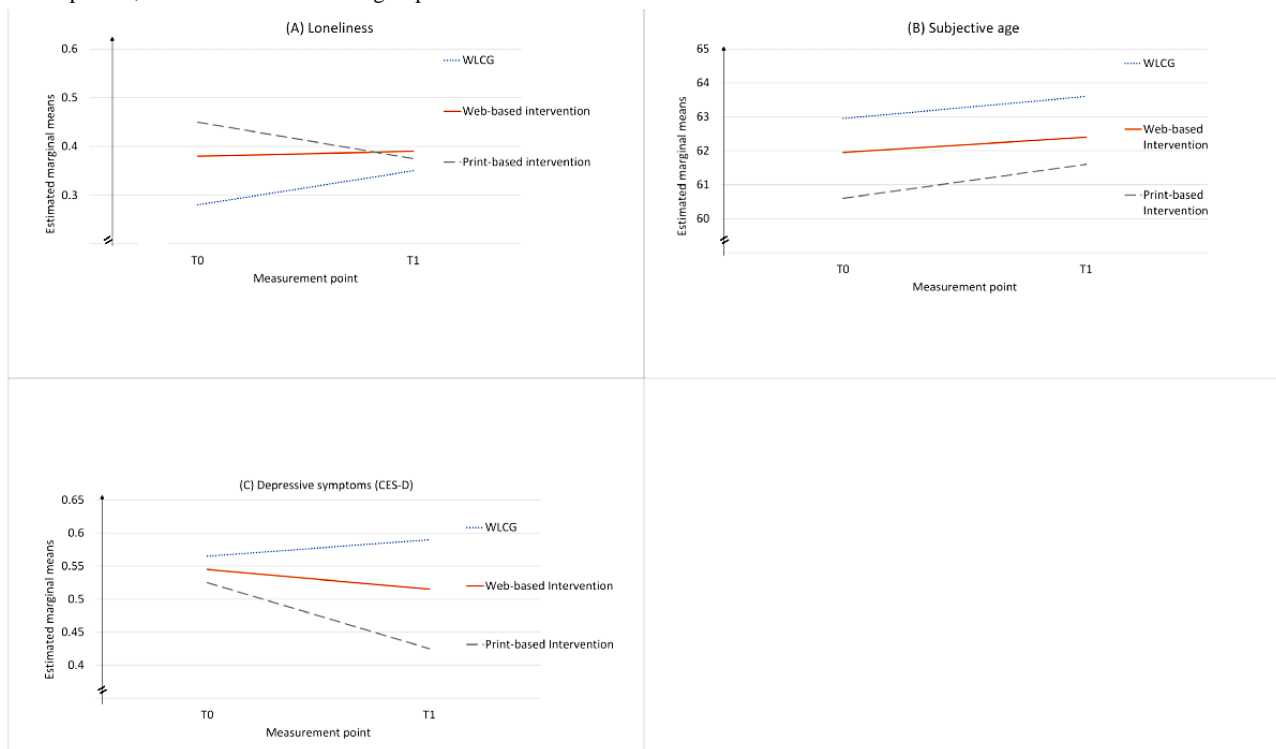 (A) Loneliness
0.6
0.5
0.4
0.3
Estimated marginal means
WLCG
Web-based intervention
Print-based intervention
T0
T1
Measurement point
(B) Subjective age
65
64
63
62
61
60
Estimated marginal means
WLCG
Web-based
Intervention
Print-based
Intervention
T0
T1
Measurement point
(C) Depressive symptoms (CES-D)
0.65
0.6
0.55
0.5
0.45
0.4
Estimated marginal means
WLCG
Web-based Intervention
Print-based Intervention
T0
T1
Measurement point